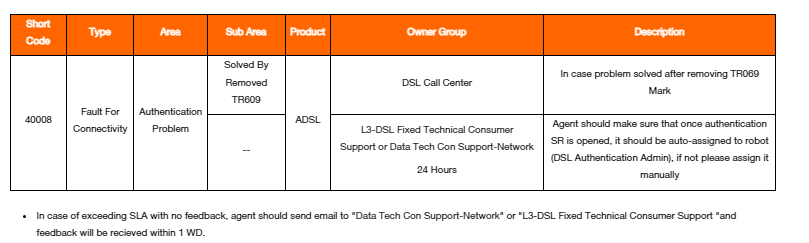 Short Code Type Area Sub Area Product Owner Group Description
40008
Fault For
Connectivity
Authentication
Problem
Solved By
Removed
TR609
ADSL
DSL Call Center
In case problem solved after removing TR069
Mark
--
L3-DSL Fixed Technical Consumer
Support or Data Tech Con Support-Network
24 Hours
Agent should make sure that once authentication
SR is opened, it should be auto-assigned to robot
(DSL Authentication Admin), if not please assign it
manually
• In case of exceeding SLA with no feedback, agent should send email to "Data Tech Con Support-Network" or "L3-DSL Fixed Technical Consumer Support "and
feedback will be recieved within 1 WD.